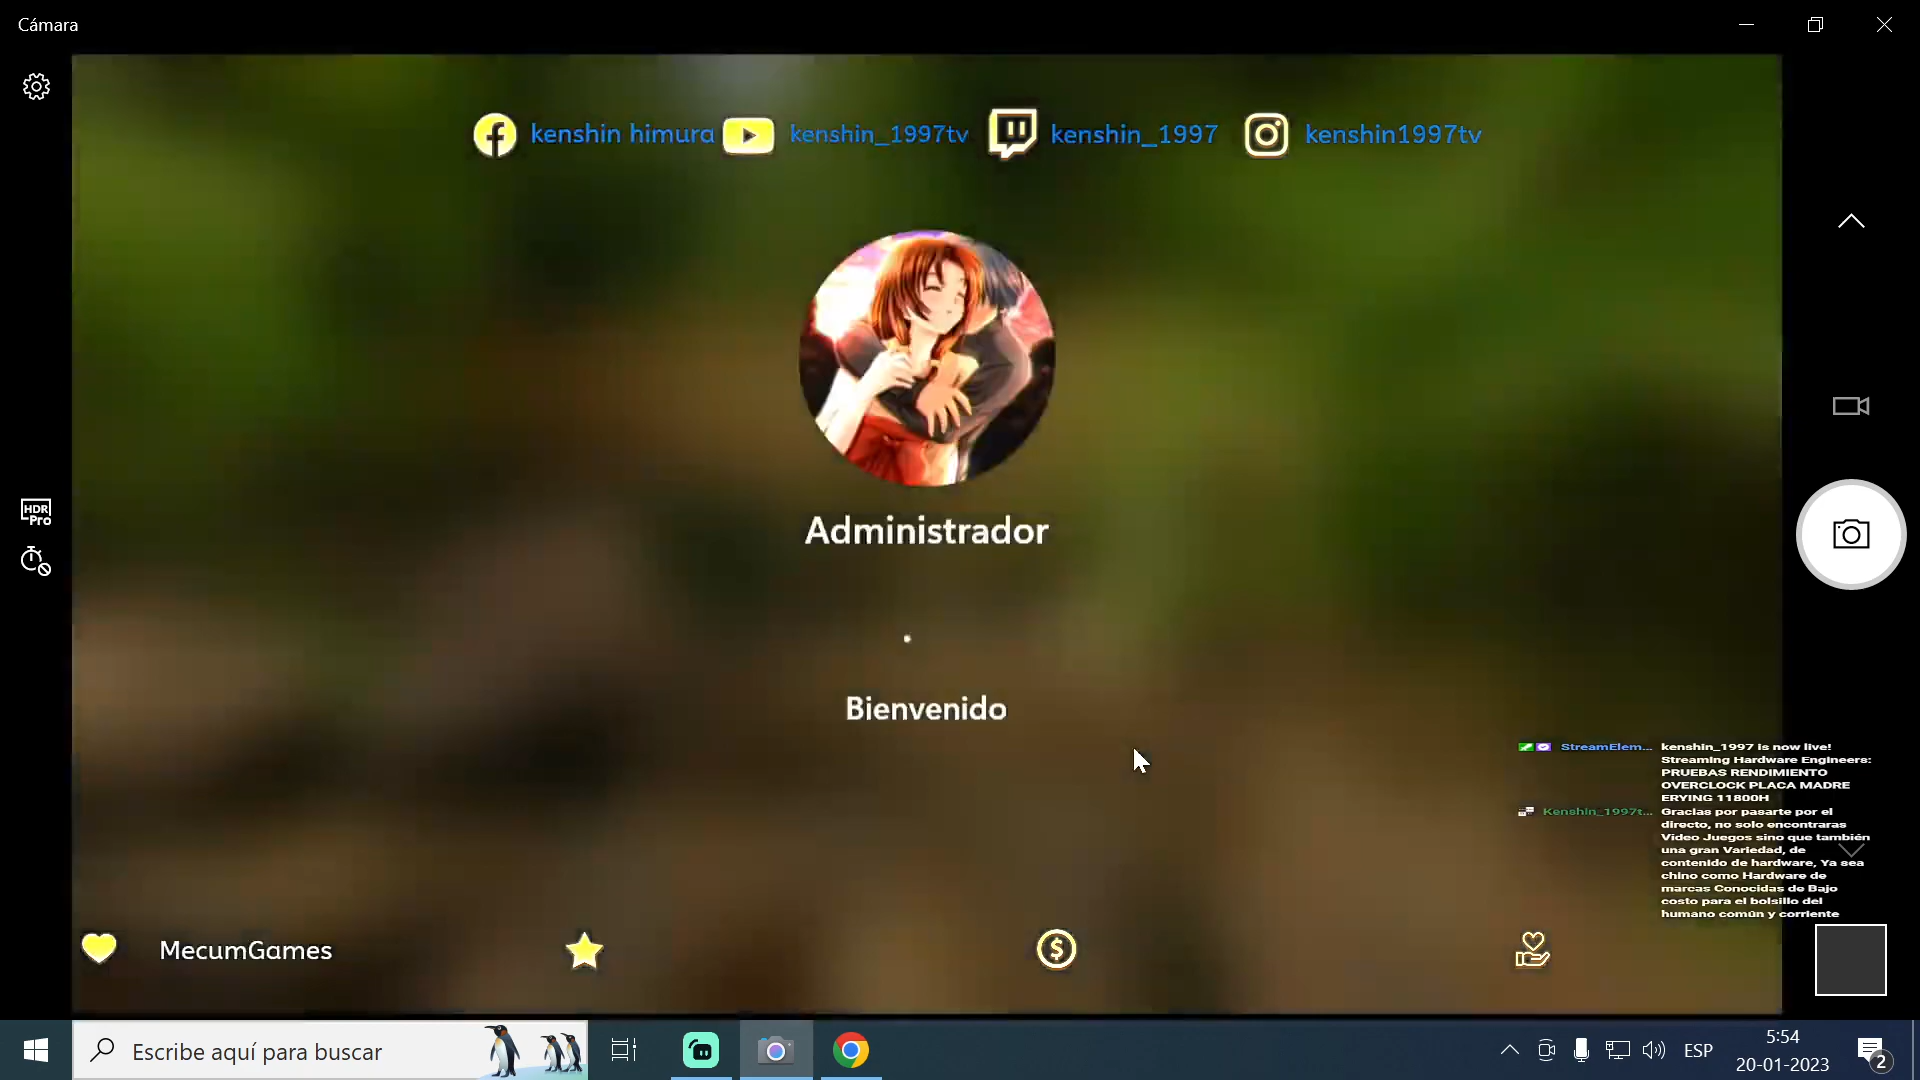 Cámara
kenshin himura kenshin_1997tv kenshin_1997 kenshin1997tv
HDR
Pro
Administrador
Bienvenido
StreamElem... kenshin_1997 is now live!
Streaming Hardware Engineers:
PRUEBAS RENDIMIENTO
OVERCLOCK PLACA MADRE
ERYING 11800H
Kenshin_1997t... Gracias por pasarte por el
directo, no solo encontraras
Video Juegos sino que también
una gran Variedad, de
contenido de hardware, Ya sea
chino como Hardware de
marcas Conocidas de Bajo
costo para el bolsillo del
humano común y corriente
MecumGames
Escribe aquí para buscar
ESP
5:54
20-01-2023
2